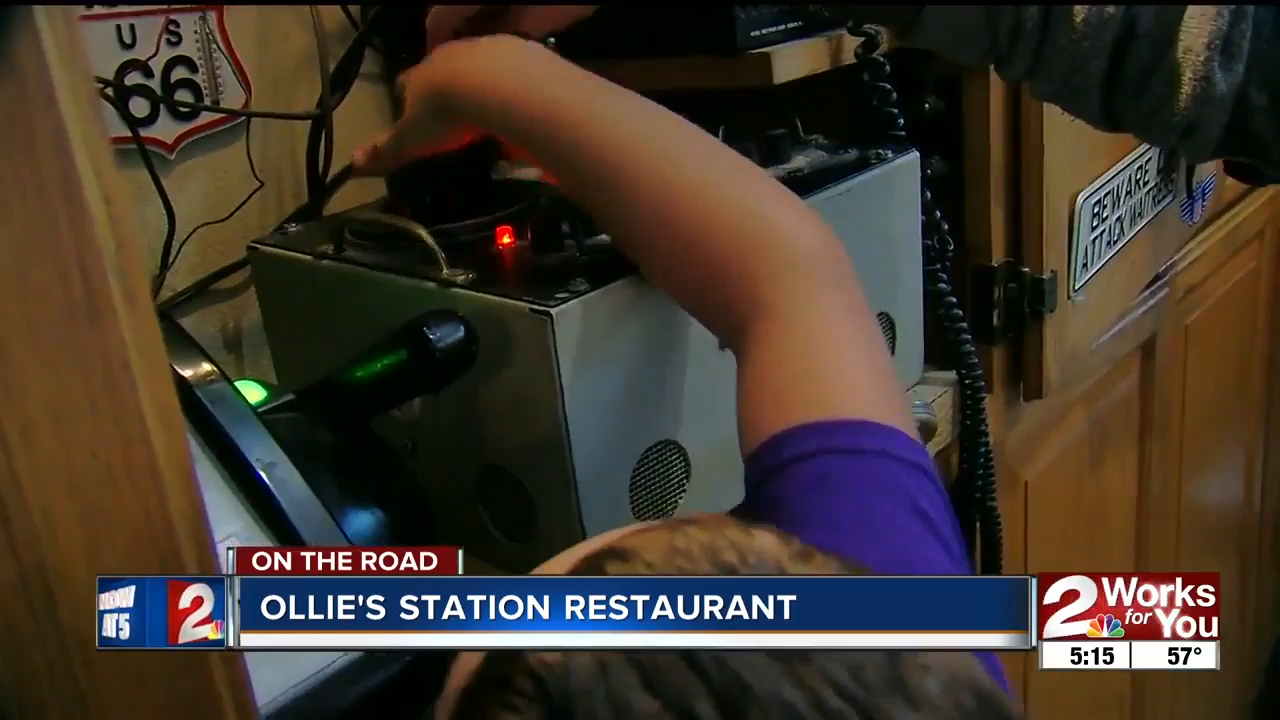 U S
66
BEWARE OF
ATTACK WAITRESS
ON THE ROAD
NOW
AT 5
2
OLLIE'S STATION RESTAURANT
2 Works
for You
5:15
57°